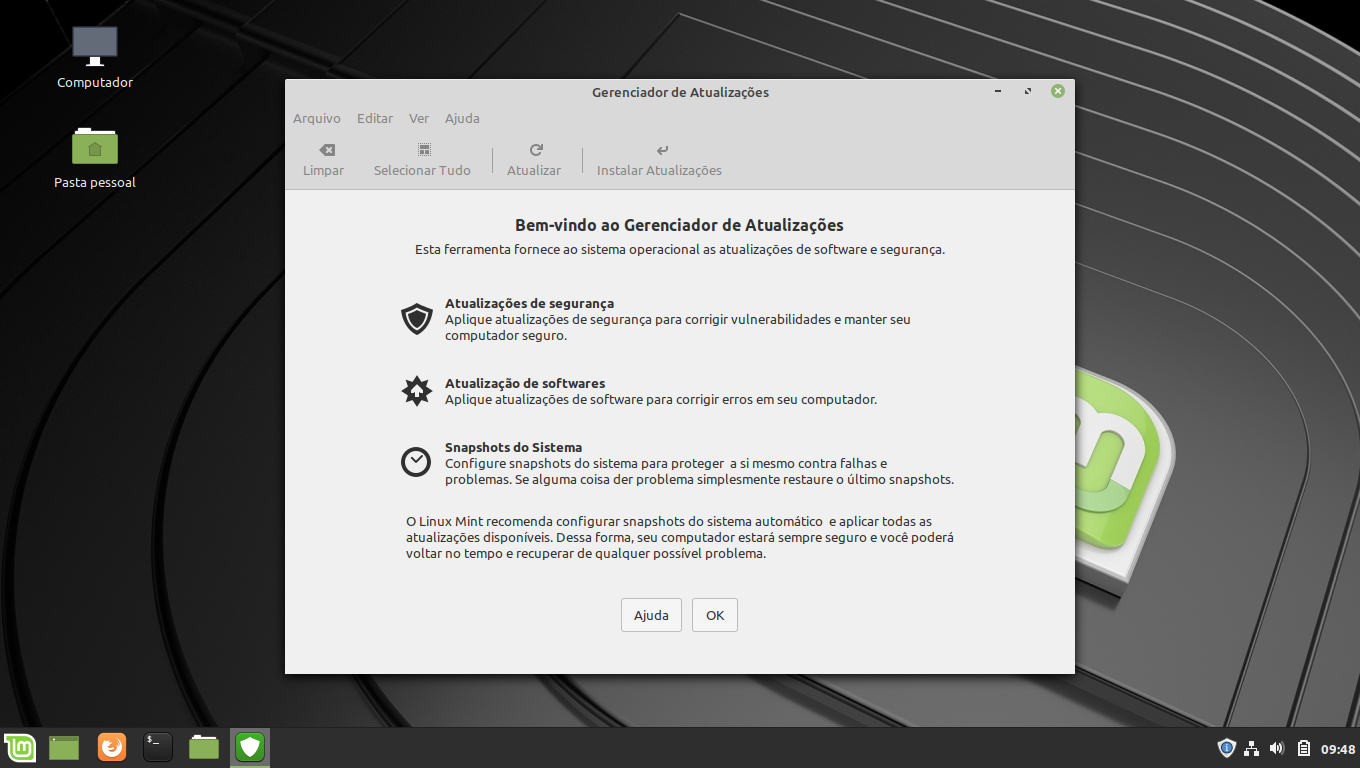 Computador
Pasta pessoal
Gerenciador de Atualizações
Arquivo Editar Ver Ajuda
Limpar Selecionar Tudo Atualizar Instalar Atualizações
Bem-vindo ao Gerenciador de Atualizações
Esta ferramenta fornece ao sistema operacional as atualizações de software e segurança.
Atualizações de segurança
Aplique atualizações de segurança para corrigir vulnerabilidades e manter seu
computador seguro.
Atualização de softwares
Aplique atualizações de software para corrigir erros em seu computador.
Snapshots do Sistema
Configure snapshots do sistema para proteger  a si mesmo contra falhas e
problemas. Se alguma coisa der problema simplesmente restaure o último snapshots.
O Linux Mint recomenda configurar snapshots do sistema automático  e aplicar todas as
atualizações disponíveis. Dessa forma, seu computador estará sempre seguro e você poderá
voltar no tempo e recuperar de qualquer possível problema.
Ajuda OK
09:48